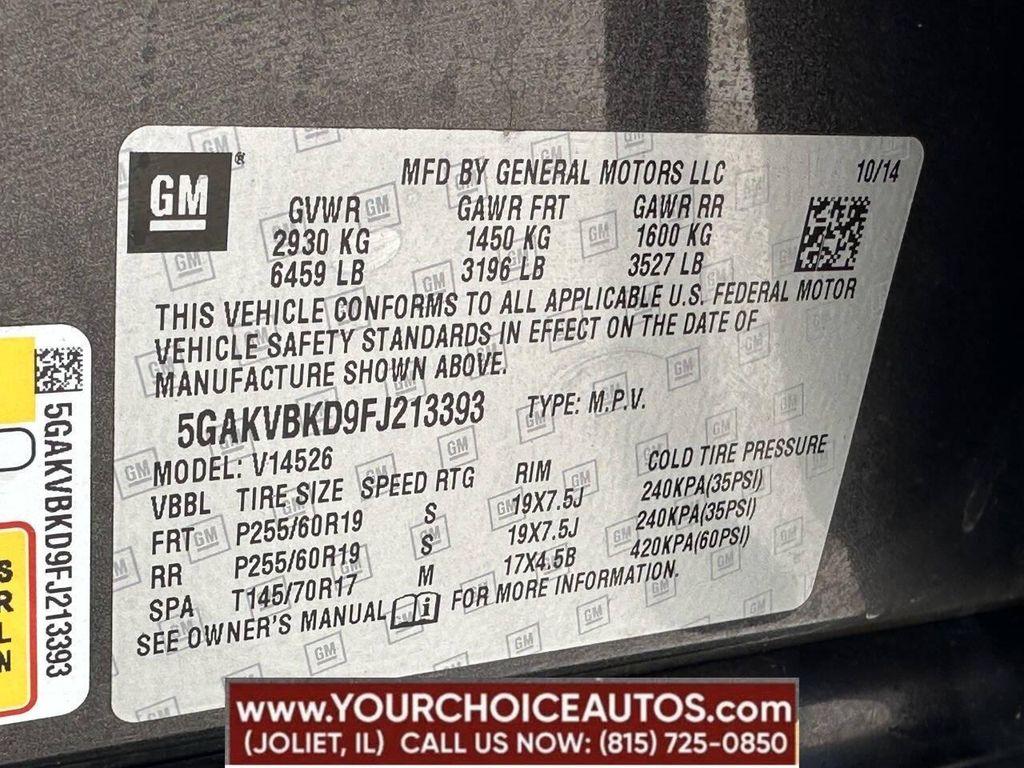 GM
MFD BY GENERAL MOTORS LLC
10/14
GVWR GAWR FRT GAWR RR
2930 KG 1450 KG 1600 KG
6459 LB 3196 LB 3527 LB
THIS VEHICLE CONFORMS TO ALL APPLICABLE U.S. FEDERAL MOTOR
VEHICLE SAFETY STANDARDS IN EFFECT ON THE DATE OF
MANUFACTURE SHOWN ABOVE.
5GAKVBKD9FJ213393 TYPE: M.P.V.
MODEL: V14526
VBBL TIRE SIZE SPEED RTG RIM COLD TIRE PRESSURE
FRT P255/60R19 S 19X7.5J 240KPA(35PSI)
RR P255/60R19 S 19X7.5J 240KPA(35PSI)
SPA T145/70R17 M 17X4.5B 420KPA(60PSI)
SEE OWNER'S MANUAL FOR MORE INFORMATION.
5GAKVBKD9FJ213393
S
R
L
N
www.YOURCHOICEAUTOS.com
(JOLIET, IL) CALL US NOW: (815) 725-0850